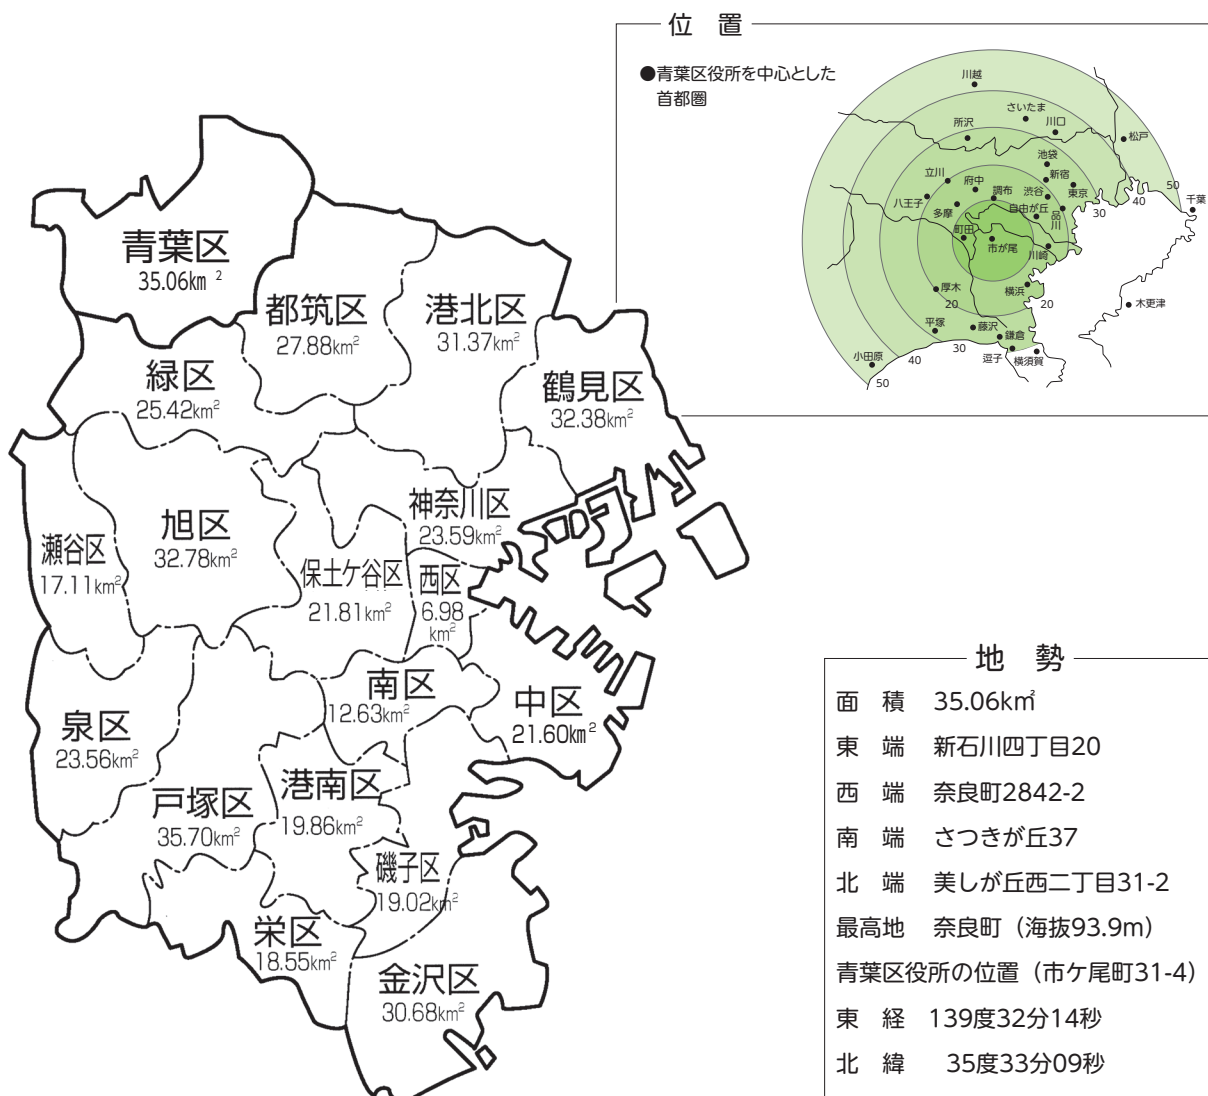 位 置
●青葉区役所を中心とした
首都圏
川越
さいたま
川口
所沢
松戸
池袋
新宿
立川
府中
東京
渋谷
調布
八王子
多摩
自由が丘
品川
町田
市が尾
川崎
千葉
50
40
30
厚木
横浜
20
20
木更津
平塚
藤沢
鎌倉
30
逗子
横須賀
小田原
40
50
青葉区
35.06km²
都筑区
27.88km²
港北区
31.37km²
緑区
25.42km²
鶴見区
32.38km²
神奈川区
23.59km²
旭区
32.78km²
瀬谷区
17.11km²
保土ケ谷区
21.81km²
西区
6.98
km²
南区
12.63km²
中区
21.60km²
泉区
23.56km²
港南区
19.86km²
戸塚区
35.70km²
磯子区
19.02km²
栄区
18.55km²
金沢区
30.68km²
地 勢
面 積 35.06km²
東 端 新石川四丁目20
西 端 奈良町2842-2
南 端 さつきが丘37
北 端 美しが丘西二丁目31-2
最高地 奈良町（海抜93.9m）
青葉区役所の位置（市ケ尾町31-4）
東 経 139度32分14秒
北 緯 35度33分09秒